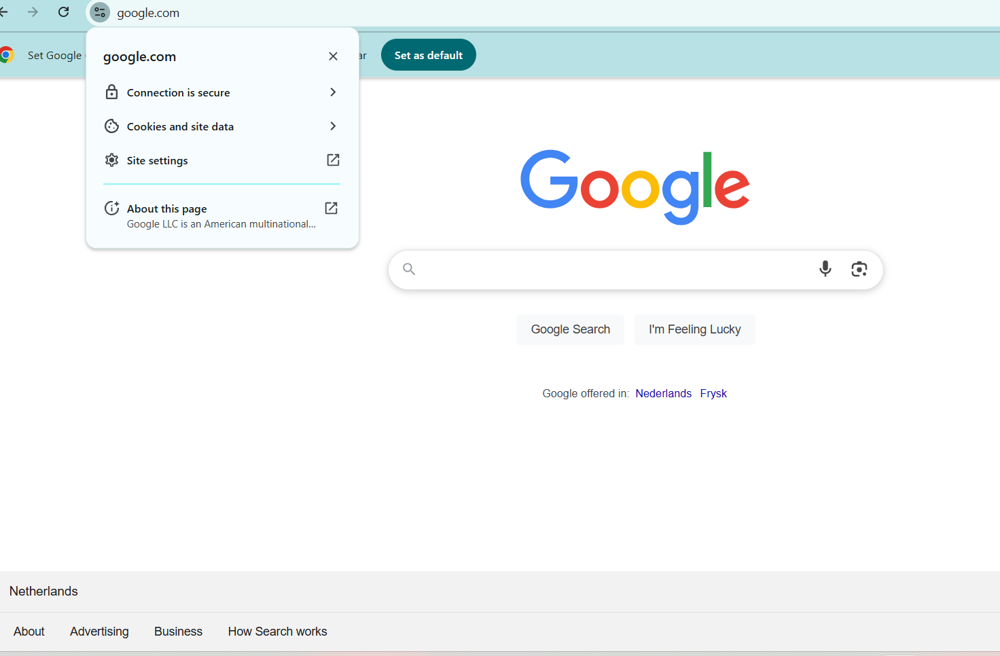 google.com
Set Google
ar
Set as default
google.com
Connection is secure
Cookies and site data
Site settings
About this page
Google LLC is an American multinational...
Google
Google Search
I'm Feeling Lucky
Google offered in: Nederlands Frysk
Netherlands
About Advertising Business How Search works